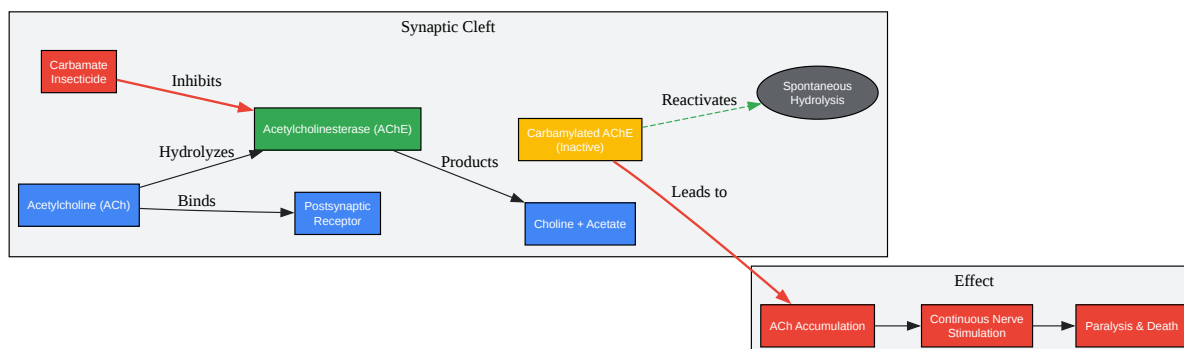 Synaptic Cleft
Carbamate
Insecticide
Inhibits
Acetylcholinesterase (AChE)
Hydrolyzes
Acetylcholine (ACh)
Binds
Postsynaptic
Receptor
Products
Choline + Acetate
Carbamylated AChE
(Inactive)
Reactivates
Spontaneous
Hydrolysis
Leads to
Effect
ACh Accumulation
Continuous Nerve
Stimulation
Paralysis & Death